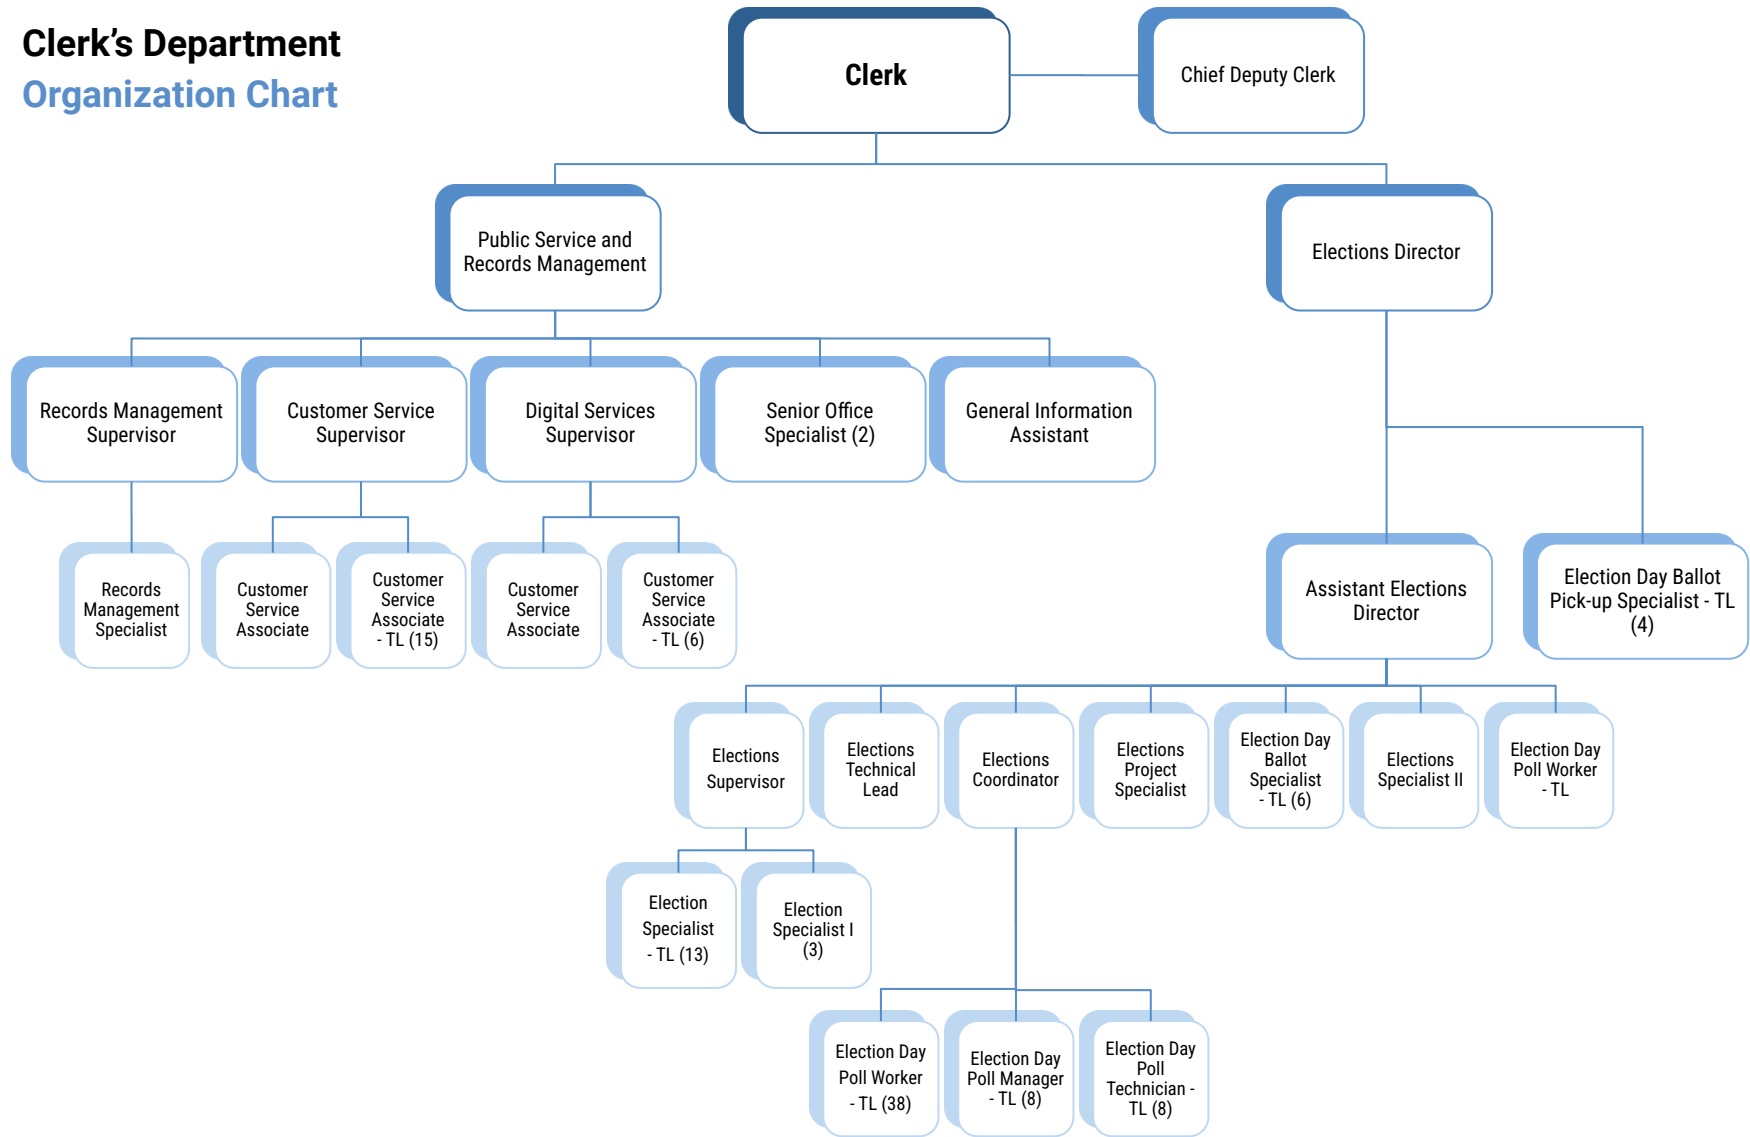 Clerk’s Department
Organization Chart
Clerk
Chief Deputy Clerk
Public Service and
Records Management
Elections Director
Records Management
Supervisor
Customer Service
Supervisor
Digital Services
Supervisor
Senior Office
Specialist (2)
General Information
Assistant
Records
Management
Specialist
Customer
Service
Associate
Customer
Service
Associate
- TL (15)
Customer
Service
Associate
Customer
Service
Associate
- TL (6)
Assistant Elections
Director
Election Day Ballot
Pick-up Specialist - TL
(4)
Elections
Supervisor
Elections
Technical
Lead
Elections
Coordinator
Elections
Project
Specialist
Election Day
Ballot
Specialist
- TL (6)
Elections
Specialist II
Election Day
Poll Worker
- TL
Election
Specialist
- TL (13)
Election
Specialist I
(3)
Election Day
Poll Worker
- TL (38)
Election Day
Poll Manager
- TL (8)
Election Day
Poll
Technician -
TL (8)